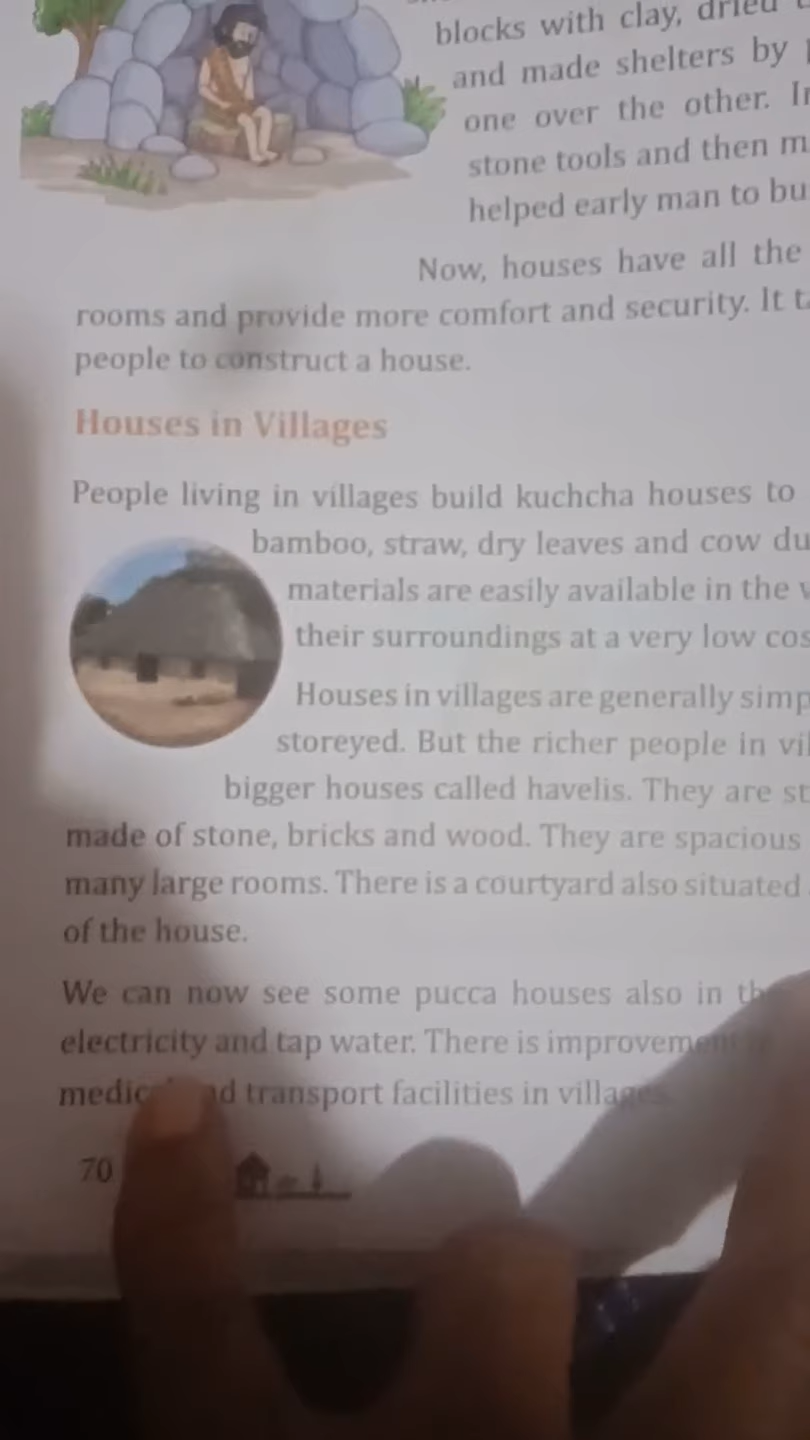 blocks with clay, dried
and made shelters by
one over the other.
stone tools and then
helped early man to
Now, houses have all the
rooms and provide more comfort and security. It
people to construct a house.
Houses in Villages
People living in villages build kuchcha houses to
bamboo, straw, dry leaves and cow
materials are easily available in the
their surroundings at a very low
Houses in villages are generally
storeyed. But the richer people in
bigger houses called havelis. They are
made of stone, bricks and wood. They are spacious
many large rooms. There is a courtyard also situated
of the house.
We can now see some pucca houses also in
electricity and tap water. There is improvement
transport facilities in villages.
70